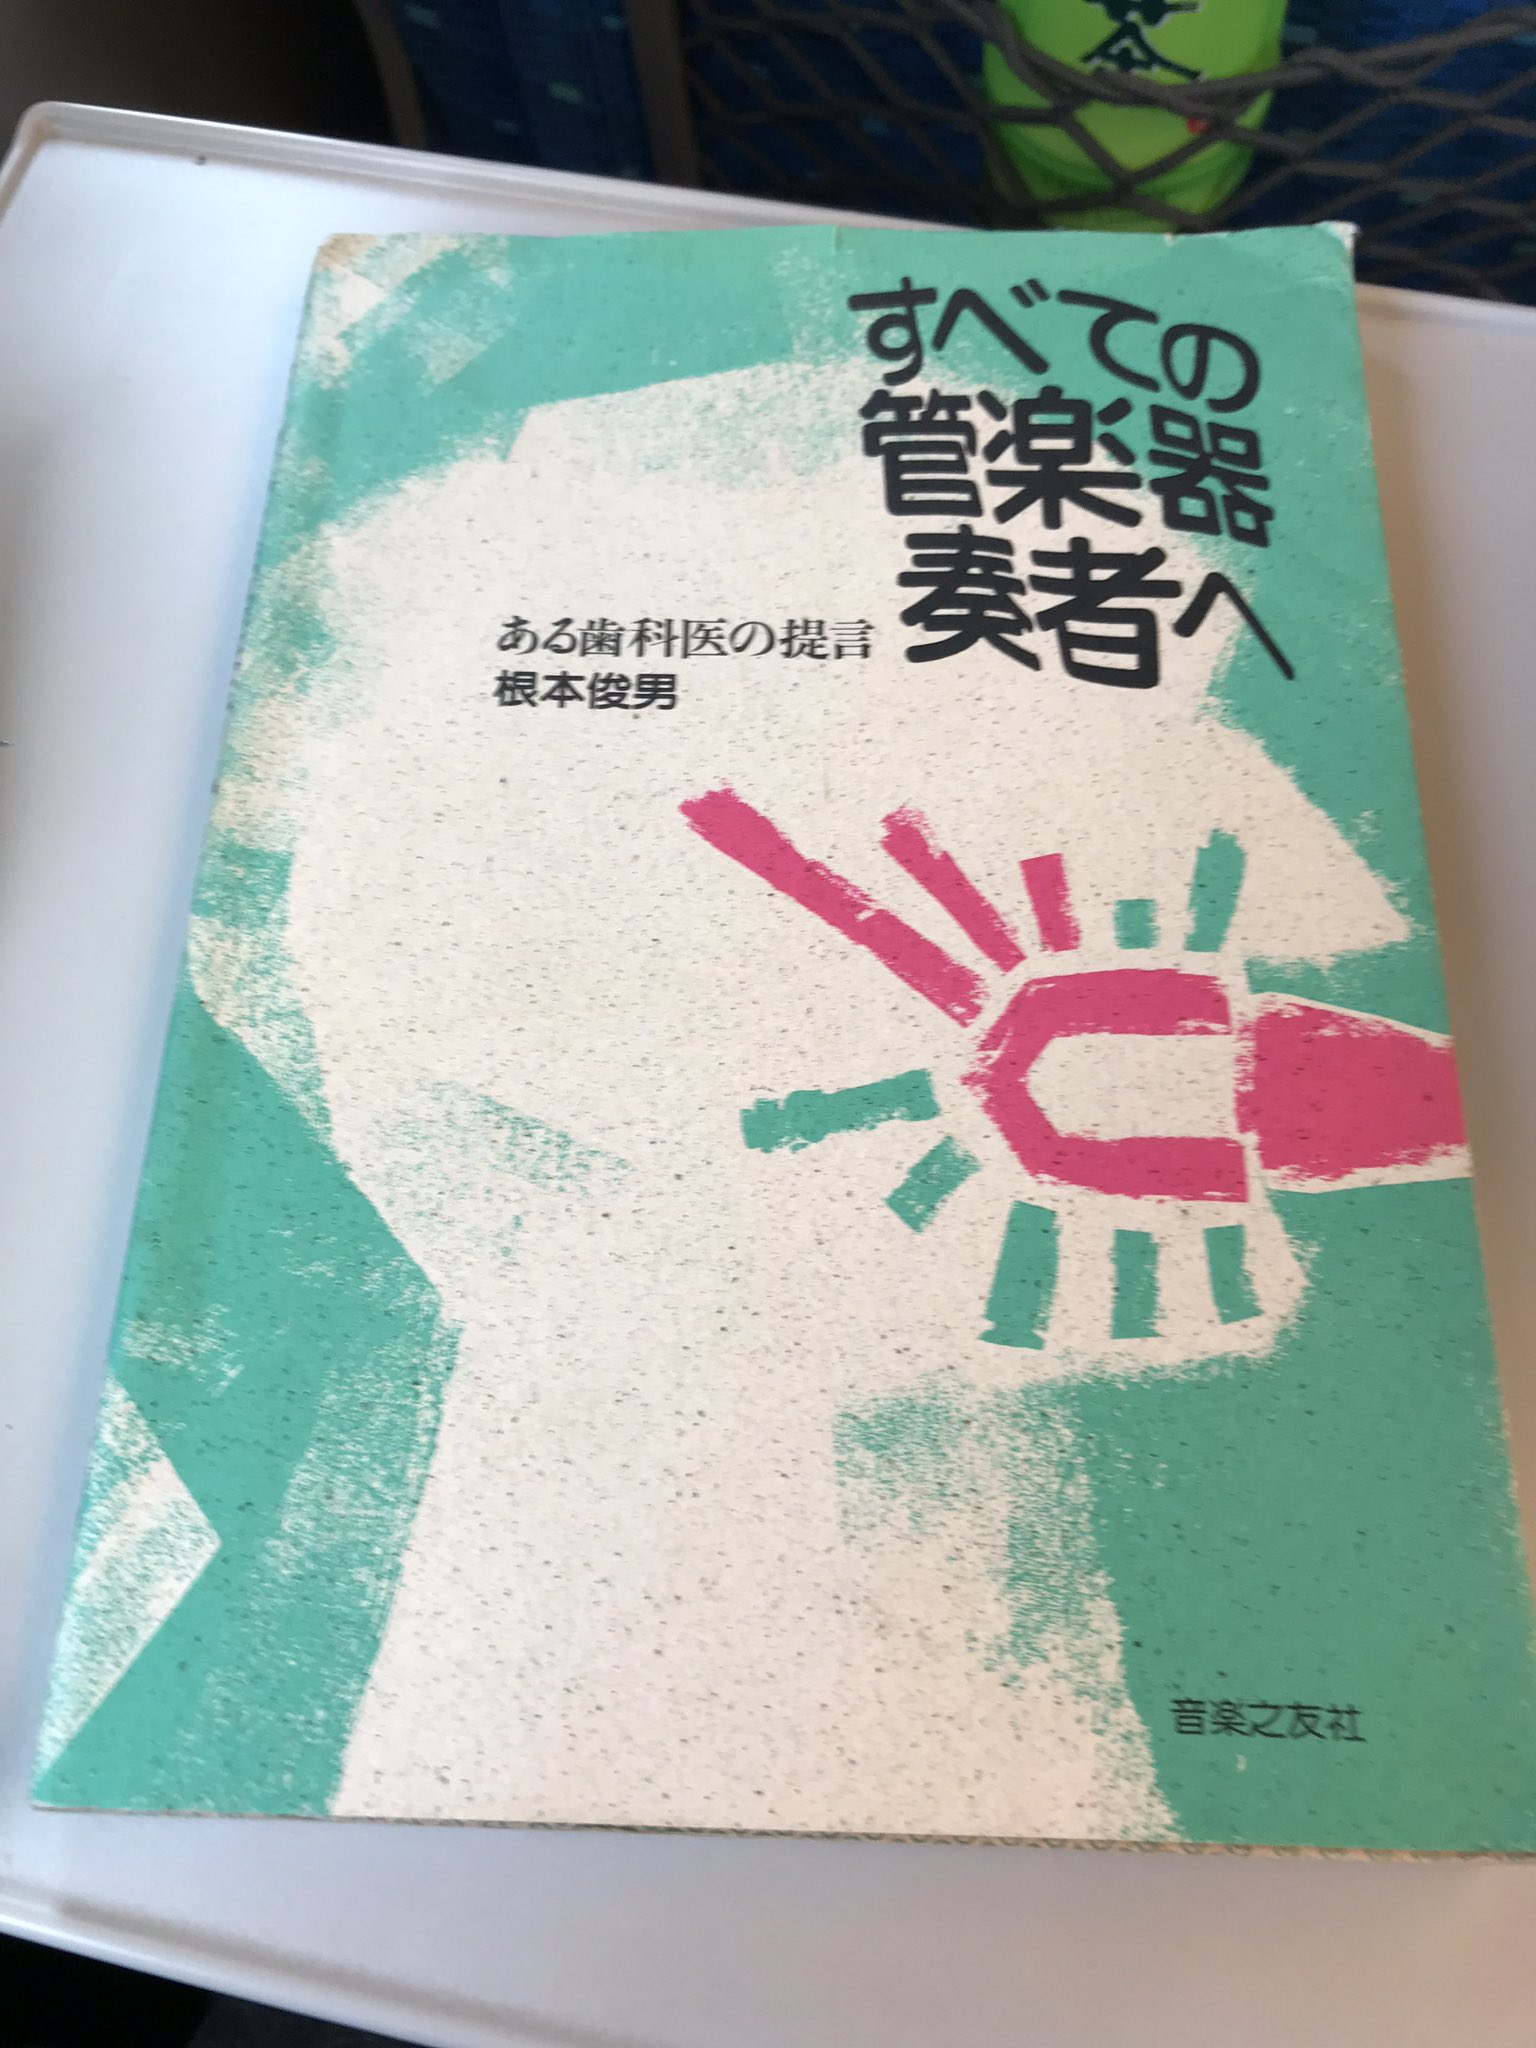 すべての
管楽器
奏者へ
ある歯科医の提言
根本俊男
音楽之友社